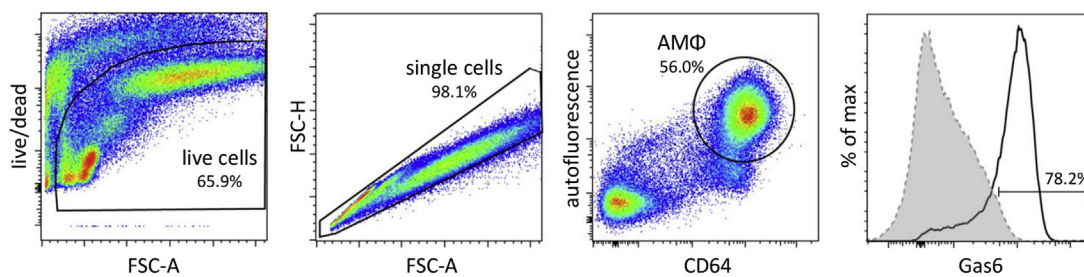 live/dead
live cells
65.9%
FSC-A
FSC-H
single cells
98.1%
FSC-A
autofluorescence
AMΦ
56.0%
CD64
% of max
78.2%
Gas6